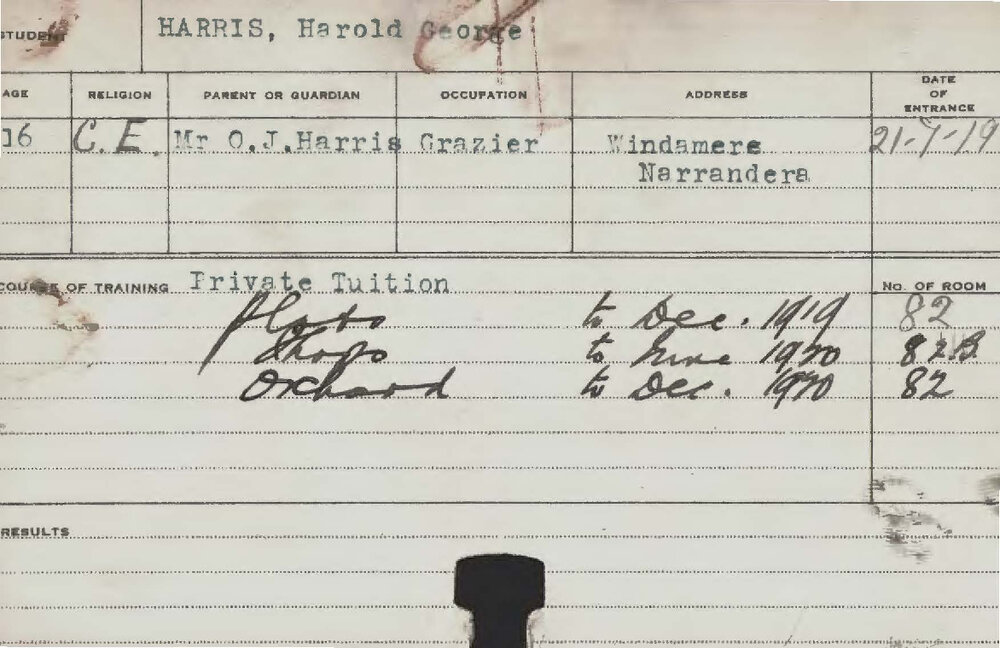 STUDENT HARRIS, Harold George
AGE RELIGION PARENT OR GUARDIAN OCCUPATION ADDRESS DATE OF ENTRANCE
16 C.E. Mr O.J.Harris Grazier Windamere 21-7-19
Narrandera
COURSE OF TRAINING Private Tuition No. OF ROOM
Plots to Dec. 1919 82
Shops to June 1920 82B.
Orchard to Dec. 1920 82
RESULTS